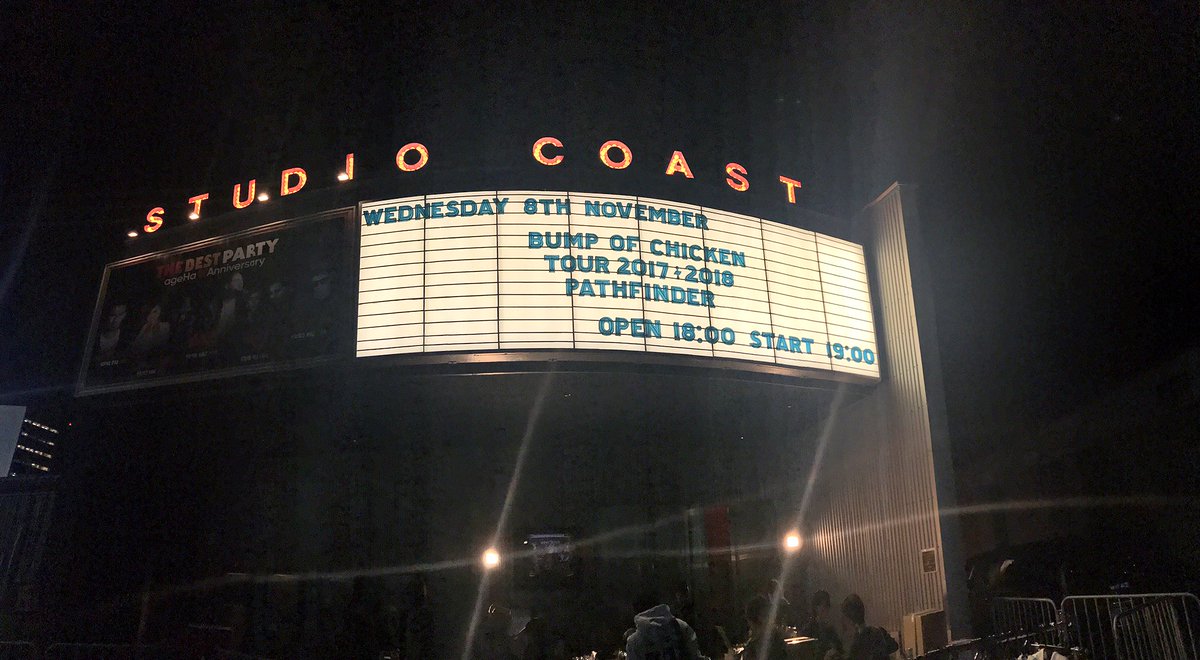 STUDIO COAST
THE BEST PARTY
ageHa Anniversary
WEDNESDAY 8TH NOVEMBER
BUMP OF CHICKEN
TOUR 2017-2018
PATHFINDER
OPEN 18:00 START 19:00